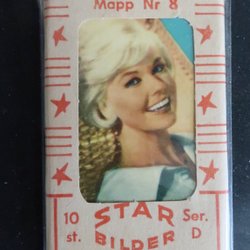 Mapp Nr 8
10 STAR Ser.
st. BILDER D